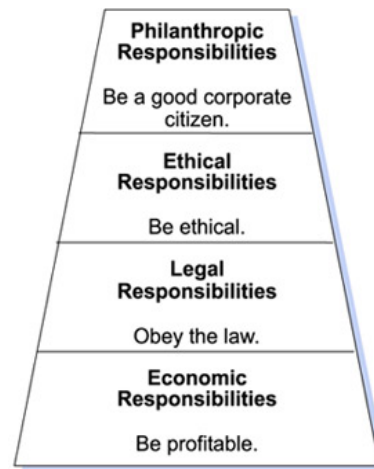 Philanthropic
Responsibilities
Be a good corporate
citizen.
Ethical
Responsibilities
Be ethical.
Legal
Responsibilities
Obey the law.
Economic
Responsibilities
Be profitable.